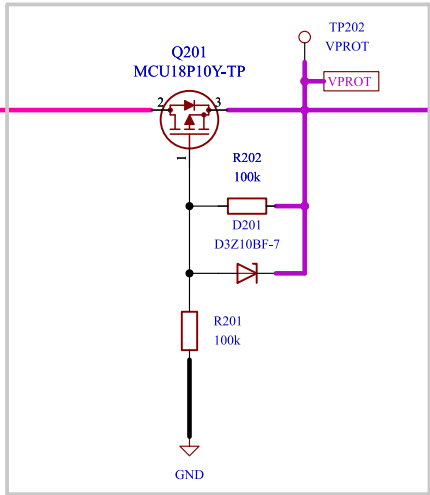 TP202
VPROT
Q201
MCU18P10Y-TP
VPROT
2
3
1
R202
100k
D201
D3Z10BF-7
R201
100k
GND